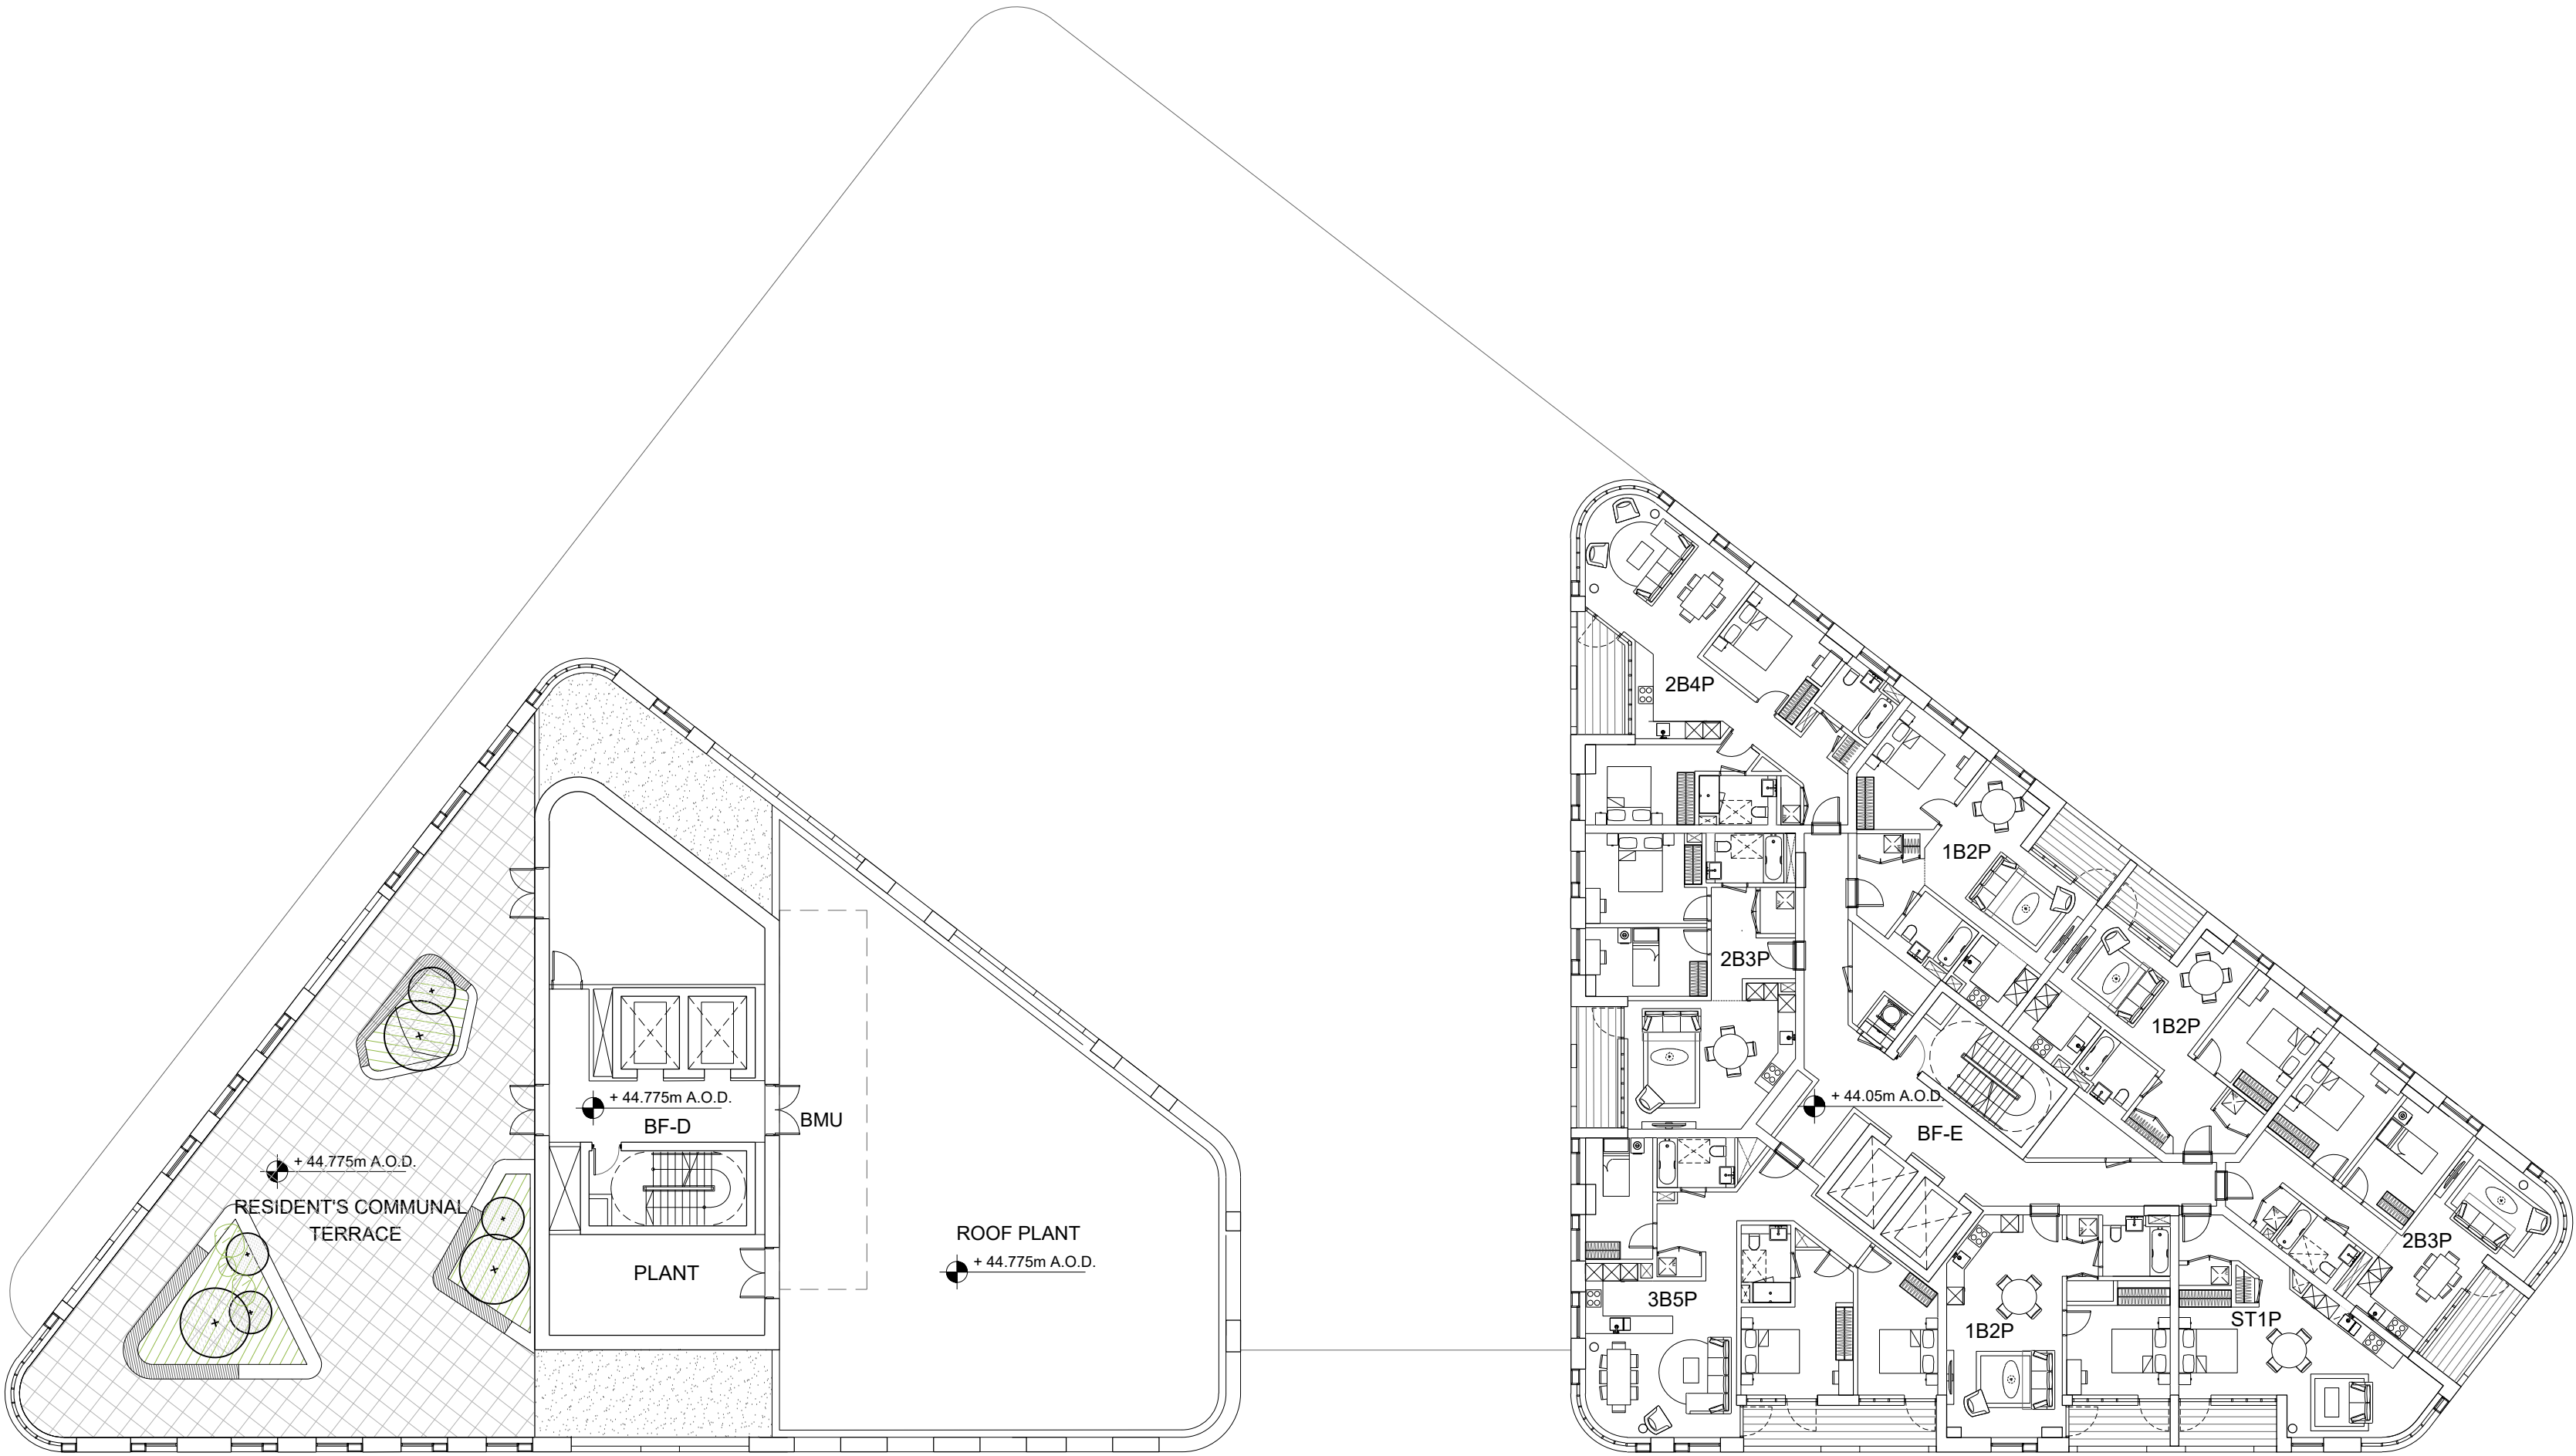 + 44.775m A.O.D.
BF-D
BMU
+ 44.775m A.O.D.
RESIDENT'S COMMUNAL
TERRACE
PLANT
ROOF PLANT
+ 44.775m A.O.D.
2B4P
1B2P
2B3P
1B2P
+ 44.05m A.O.D.
BF-E
2B3P
3B5P
1B2P
ST1P